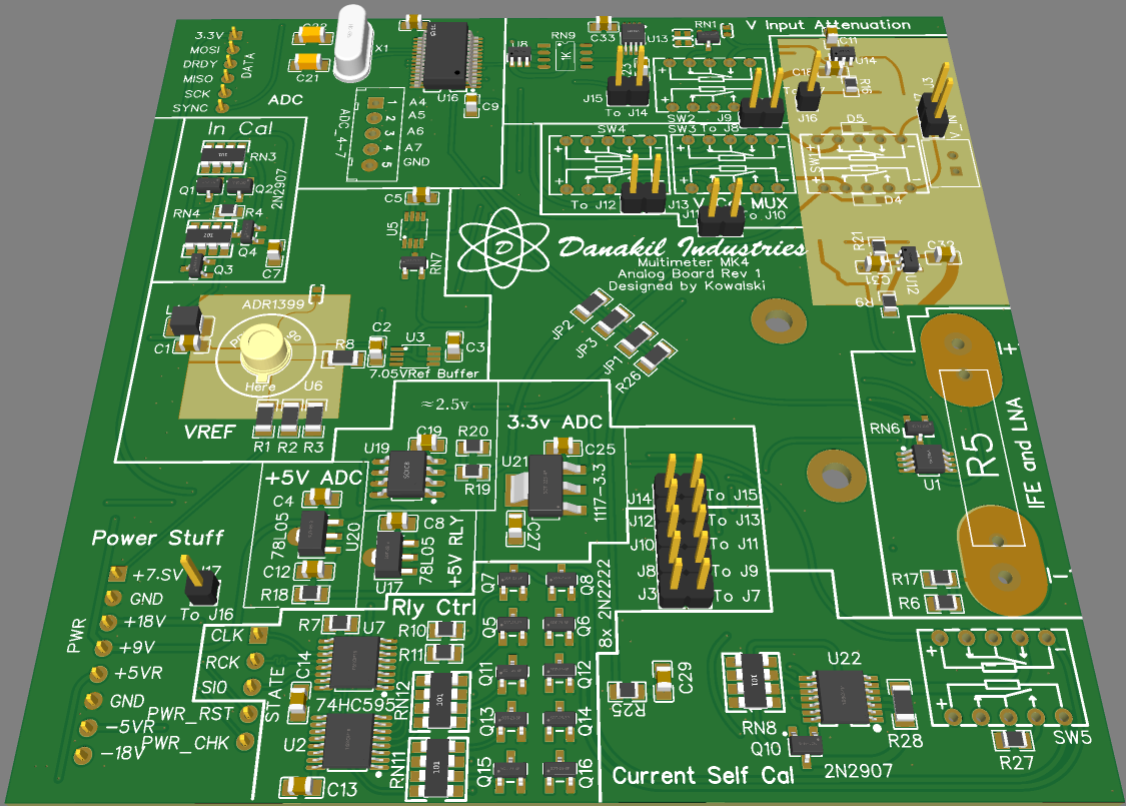 3.3V
MOSI
DRDY
MISO
SCK
SYNC
DATA
ADC
C22
C21
X1
U16
C9
ADC_4-7
1
2
3
4
5
A4
A5
A6
A7
GND
U8
RN9
1K
C33
U13
RN1
V Input Attenuation
C11
U14
J15
To J14
SW2
J9
J16
D5
D4
SW4
SW3
To J8
To J12
J13
To J10
MUX
In Cal
RN3
Q1
Q2
2N2907
R4
RN4
Q4
Q3
C7
C5
U5
RN7
Danakil Industries
D
Multimeter MK4
Analog Board Rev 1
Designed by Kowalski
R21
C31
U12
C32
R9
ADR1399
C1
Here
U6
R8
C2
U3
C3
7.05VRef Buffer
JP2
JP3
JP1
R26
VREF
R1
R2
R3
≈2.5v
3.3v ADC
U19
C19
R20
R19
U21
C25
1117-3.3
C27
RN6
U1
R5
IFE and LNA
+
−
R17
R6
+5V ADC
C4
78L05
U20
C12
R18
C8
78L05
U17
+5V RLY
J14
To J15
J12
To J13
J10
To J11
J8
To J9
J3
To J7
Power Stuff
PWR
+7.5V
GND
+18V
+9V
+5VR
GND
-5VR
-18V
To J16
CLK
RCK
SIO
PWR_RST
PWR_CHK
STATE
Rly Ctrl
R7
U7
R10
R11
C14
74HC595
U2
C13
RN12
RN11
Q7
Q8
Q5
Q6
Q11
Q12
Q13
Q14
Q15
Q16
8x 2N2222
R25
C29
RN8
Q10
U22
2N2907
R28
SW5
R27
Current Self Cal